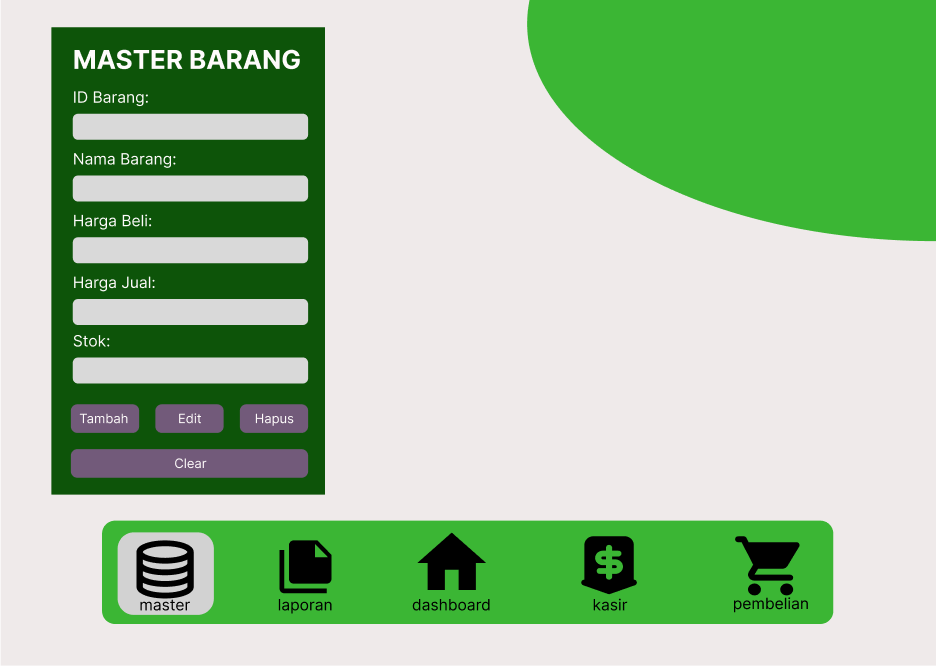 MASTER BARANG
ID Barang:
Nama Barang:
Harga Beli:
Harga Jual:
Stok:
Tambah Edit Hapus
Clear
master laporan dashboard kasir pembelian